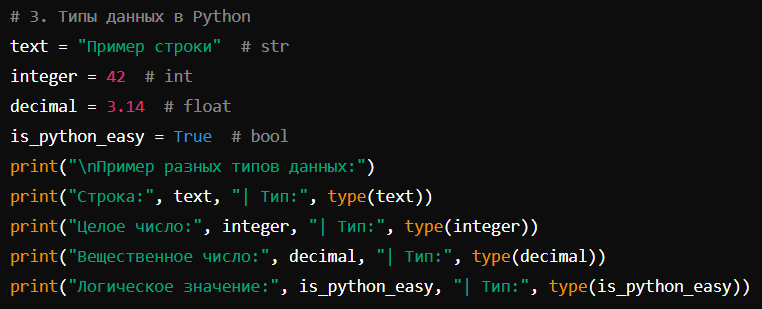 # 3. Типы данных в Python
text = "Пример строки"  # str
integer = 42  # int
decimal = 3.14  # float
is_python_easy = True  # bool
print("\nПример разных типов данных:")
print("Строка:", text, "| Тип:", type(text))
print("Целое число:", integer, "| Тип:", type(integer))
print("Вещественное число:", decimal, "| Тип:", type(decimal))
print("Логическое значение:", is_python_easy, "| Тип:", type(is_python_easy))